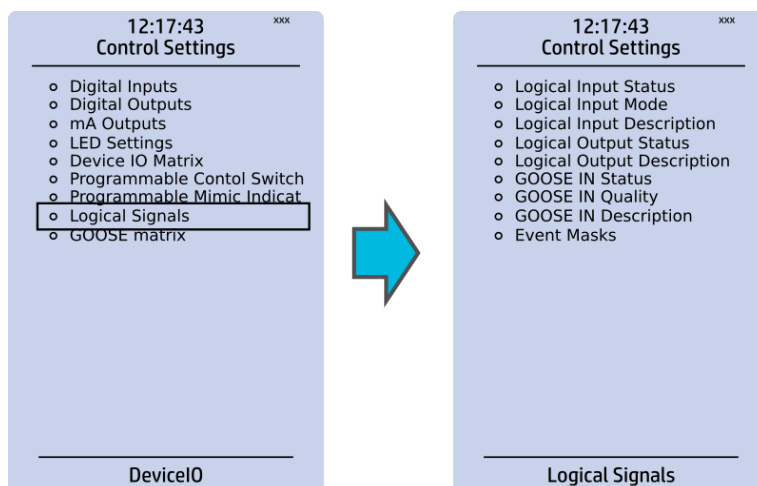 12:17:43 xxx
Control Settings
Digital Inputs
Digital Outputs
mA Outputs
LED Settings
Device IO Matrix
Programmable Contol Switch
Programmable Mimic Indicat
Logical Signals
GOOSE matrix
DeviceIO
12:17:43 xxx
Control Settings
Logical Input Status
Logical Input Mode
Logical Input Description
Logical Output Status
Logical Output Description
GOOSE IN Status
GOOSE IN Quality
GOOSE IN Description
Event Masks
Logical Signals